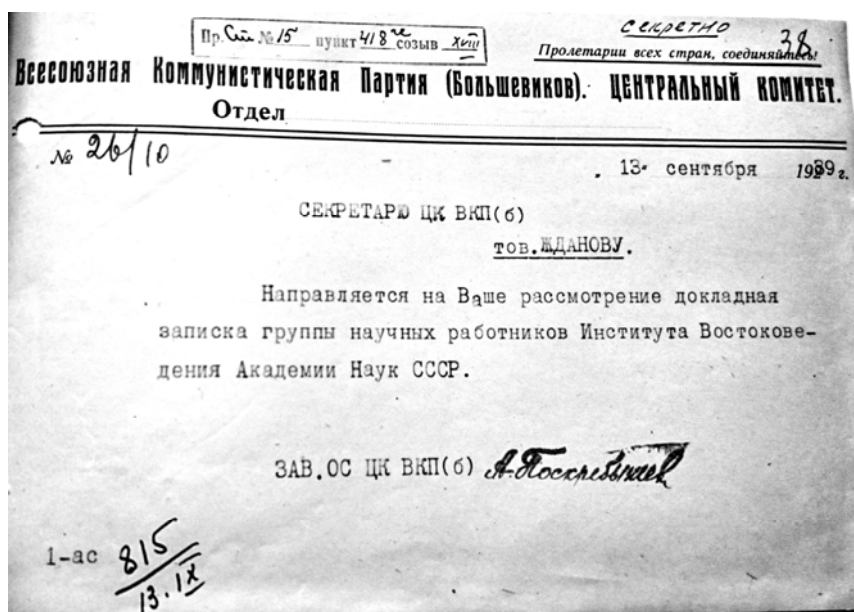 Секретно
Пр. Ст. № 15 пункт 418 че созыв XVIII
38
Пролетарии всех стран, соединяйтесь!
Всесоюзная Коммунистическая Партия (Большевиков). ЦЕНТРАЛЬНЫЙ КОМИТЕТ.
Отдел
№ 26/10
13 сентября 1939 г.
СЕКРЕТАРЮ ЦК ВКП(б)
тов.ЖДАНОВУ.
Направляется на Ваше рассмотрение докладная
записка группы научных работников Института Востокове-
дения Академии Наук СССР.
ЗАВ.ОС ЦК ВКП(б) А. Поскребышев
1-ас 815
13.IX